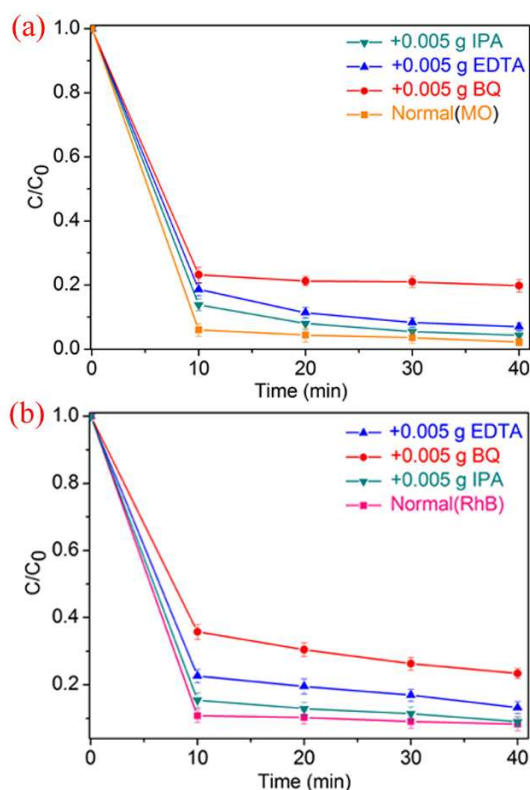 (a)
1.0
0.8
0.6
0.4
0.2
0.0
C/C0
+0.005 g IPA
+0.005 g EDTA
+0.005 g BQ
Normal(MO)
0 10 20 30 40
Time (min)
(b)
1.0
0.8
0.6
0.4
0.2
C/C0
+0.005 g EDTA
+0.005 g BQ
+0.005 g IPA
Normal(RhB)
0 10 20 30 40
Time (min)